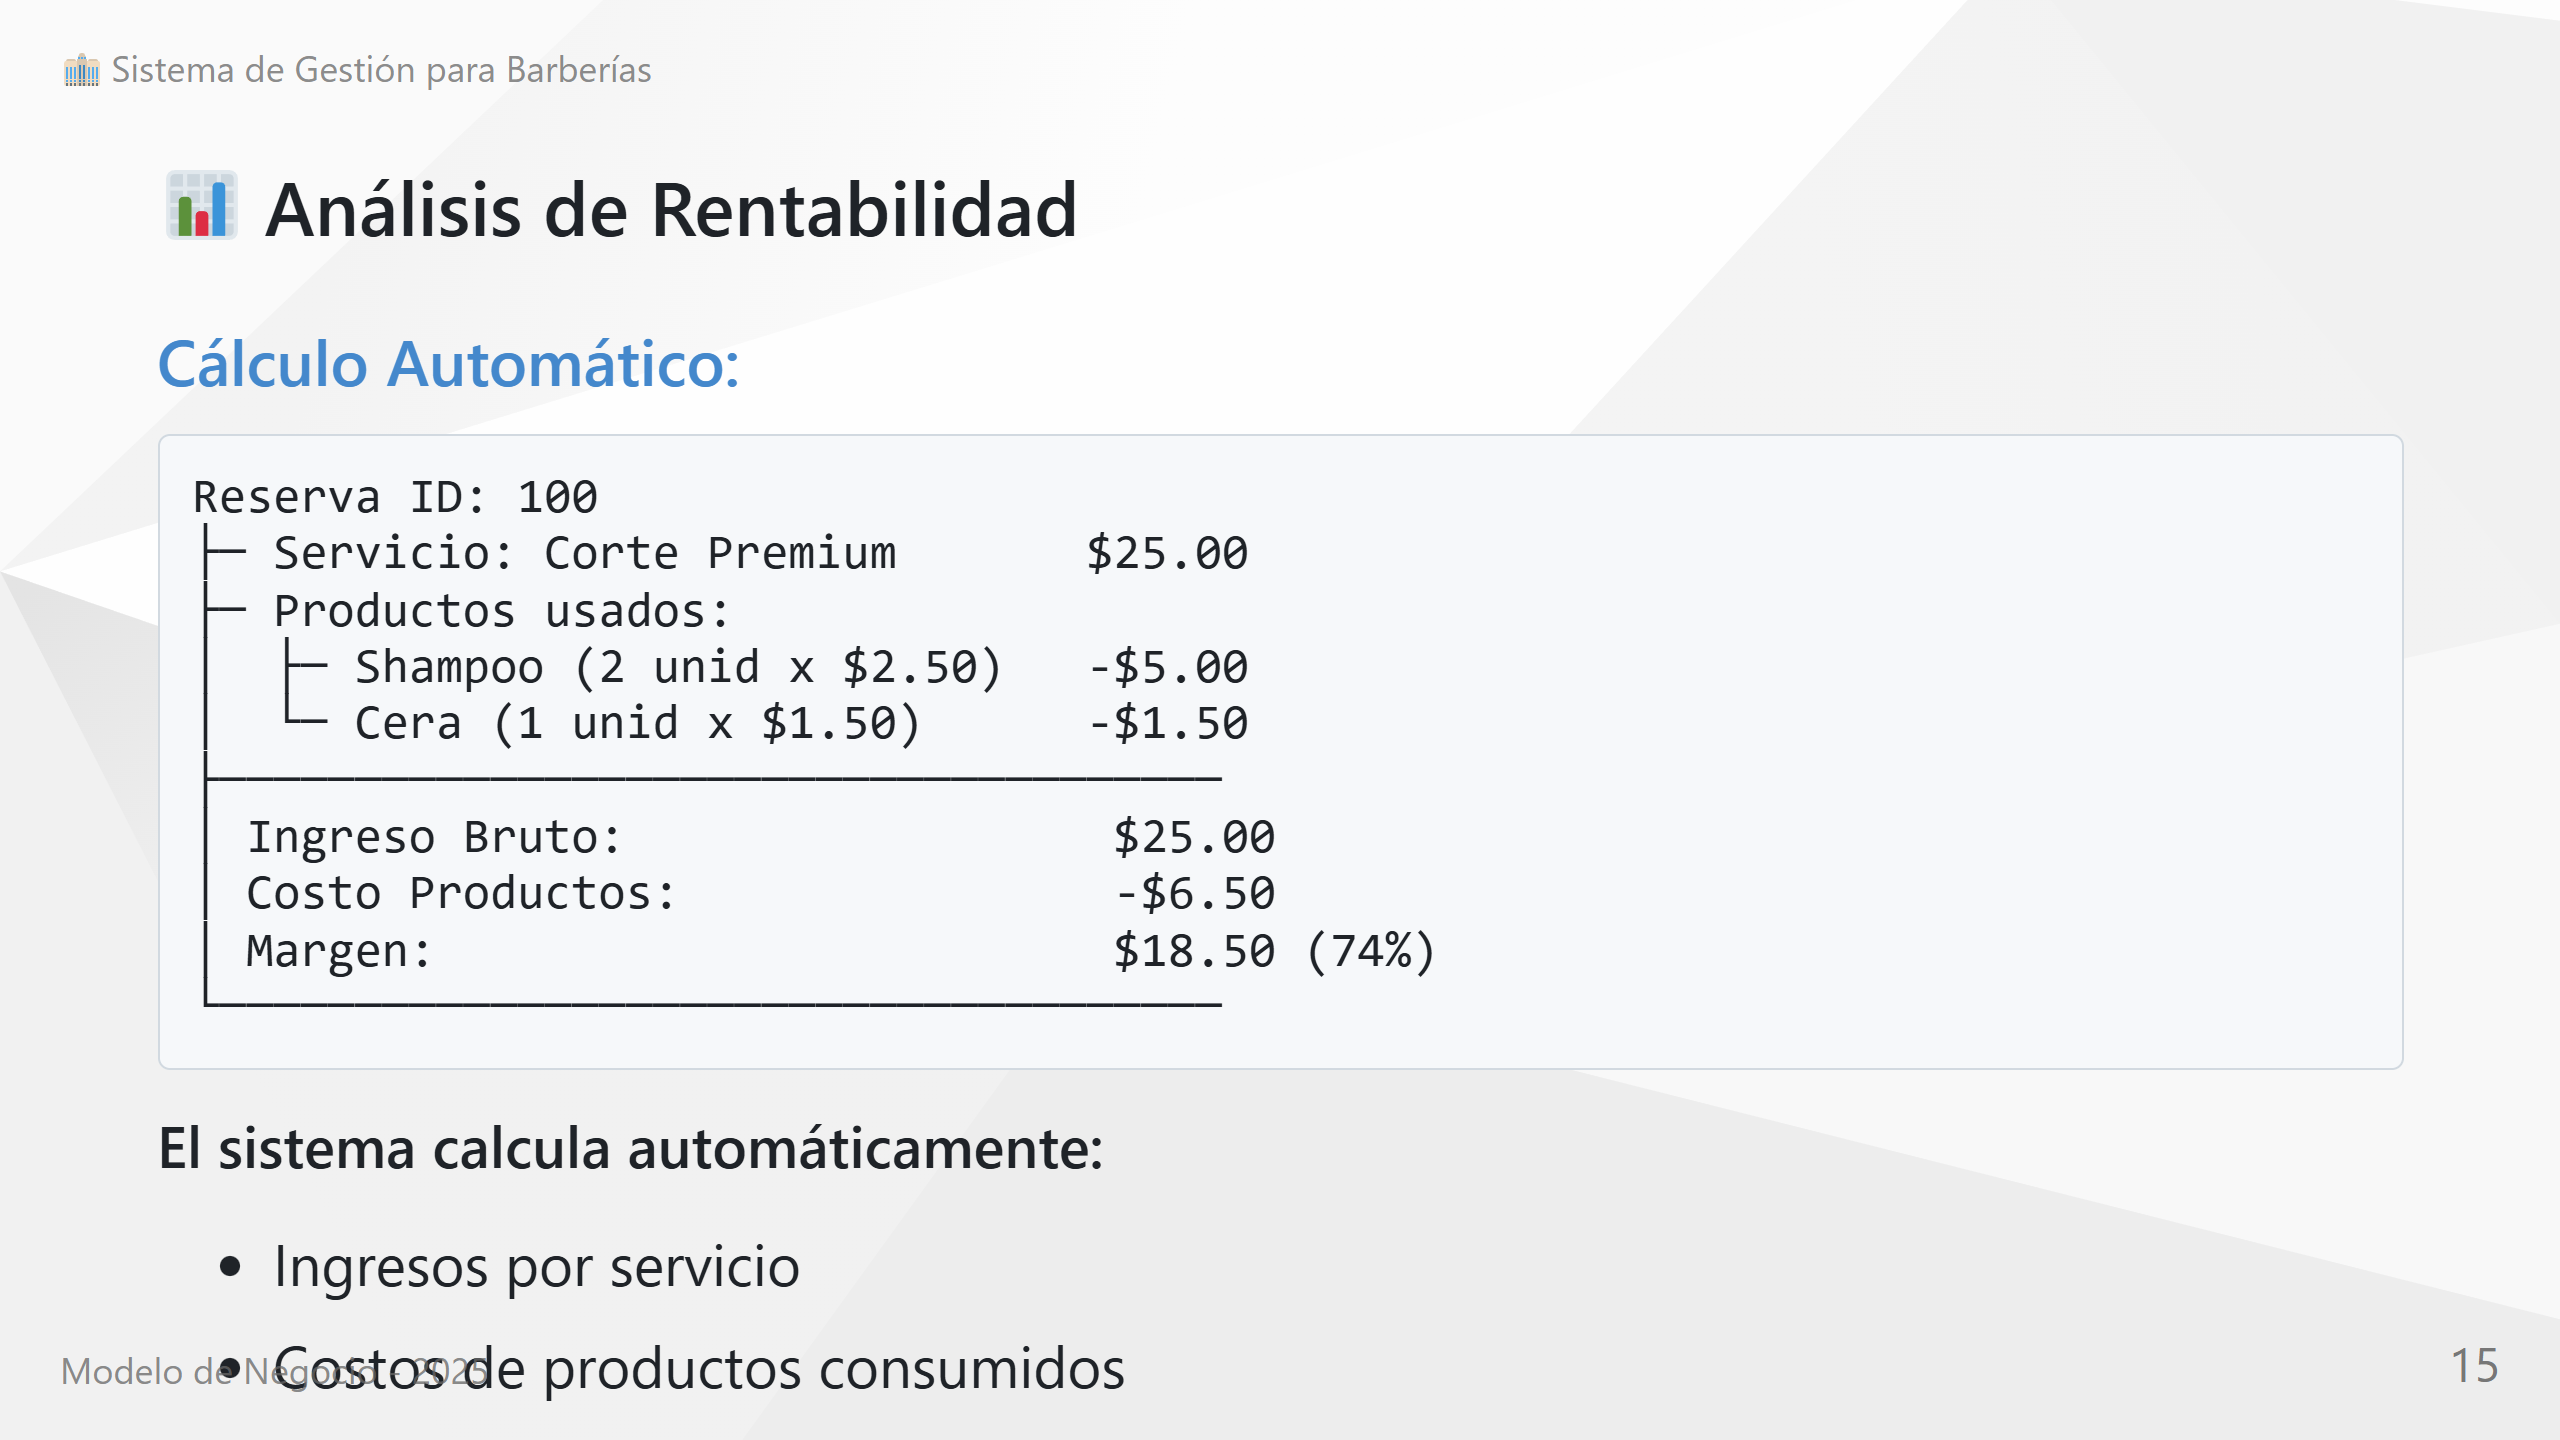 Sistema de Gestión para Barberías
Análisis de Rentabilidad
Cálculo Automático:
Reserva ID: 100
├─ Servicio: Corte Premium       $25.00
├─ Productos usados:
│  ├─ Shampoo (2 unid x $2.50)   -$5.00
│  └─ Cera (1 unid x $1.50)      -$1.50
├─────────────────────────────────────
│ Ingreso Bruto:                  $25.00
│ Costo Productos:                -$6.50
│ Margen:                         $18.50 (74%)
└─────────────────────────────────────
El sistema calcula automáticamente:
• Ingresos por servicio
• Costos de productos consumidos
Modelo de Negocio - 2025
15